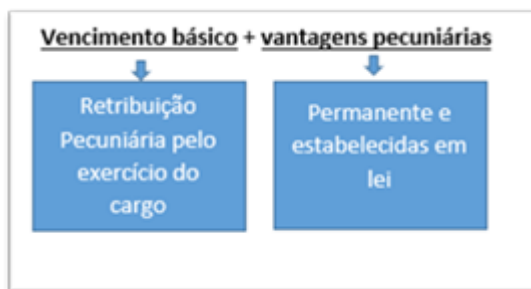 Vencimento básico + vantagens pecuniárias
Retribuição
Pecuniária pelo
exercício do
cargo
Permanente e
estabelecidas em
lei